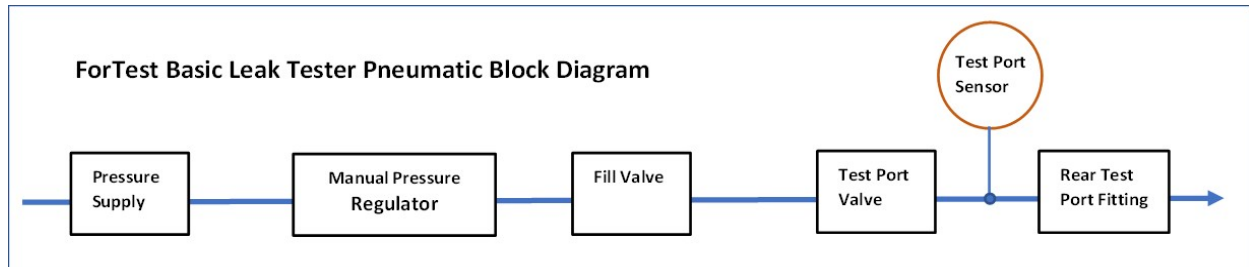 ForTest Basic Leak Tester Pneumatic Block Diagram
Test Port
Sensor
Pressure
Supply
Manual Pressure
Regulator
Fill Valve
Test Port
Valve
Rear Test
Port Fitting